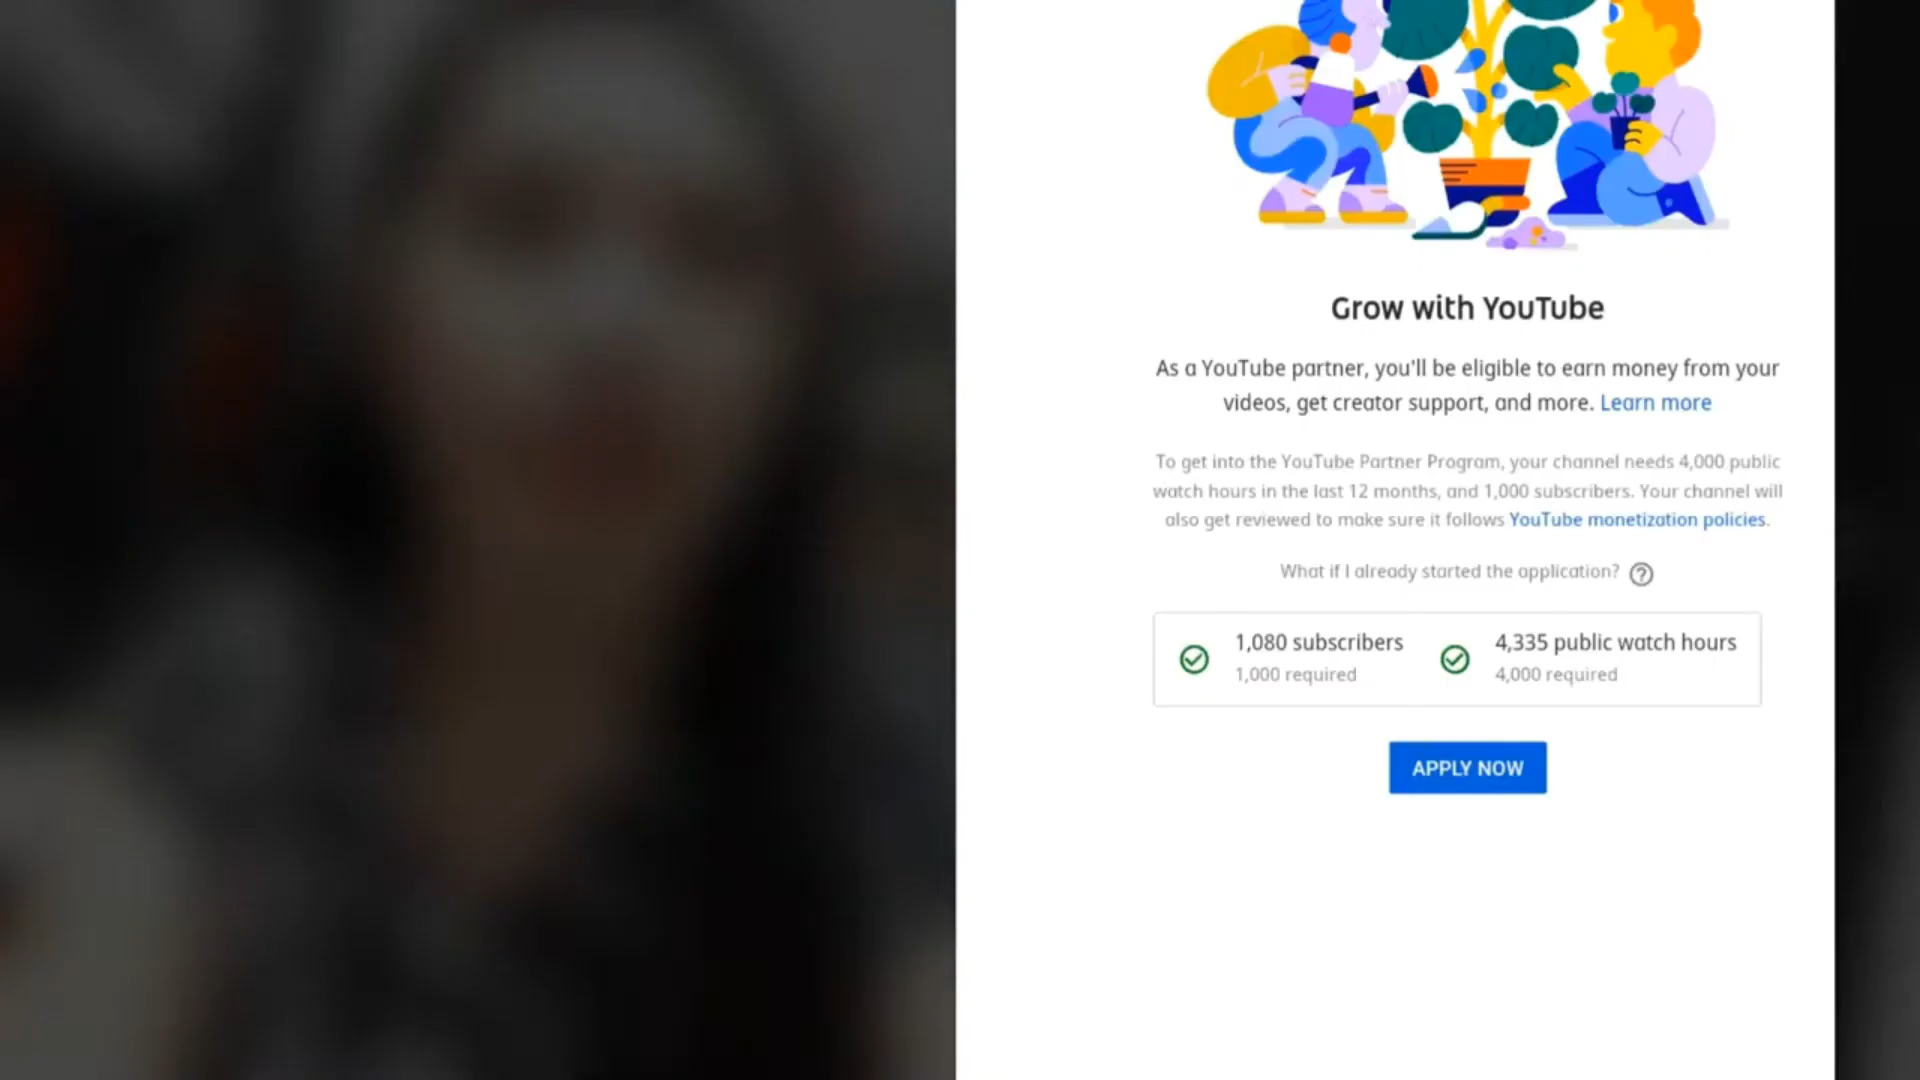 Grow with YouTube
As a YouTube partner, you'll be eligible to earn money from your
videos, get creator support, and more. Learn more
To get into the YouTube Partner Program, your channel needs 4,000 public
watch hours in the last 12 months, and 1,000 subscribers. Your channel will
also get reviewed to make sure it follows YouTube monetization policies.
What if I already started the application?
1,080 subscribers
1,000 required
4,335 public watch hours
4,000 required
APPLY NOW